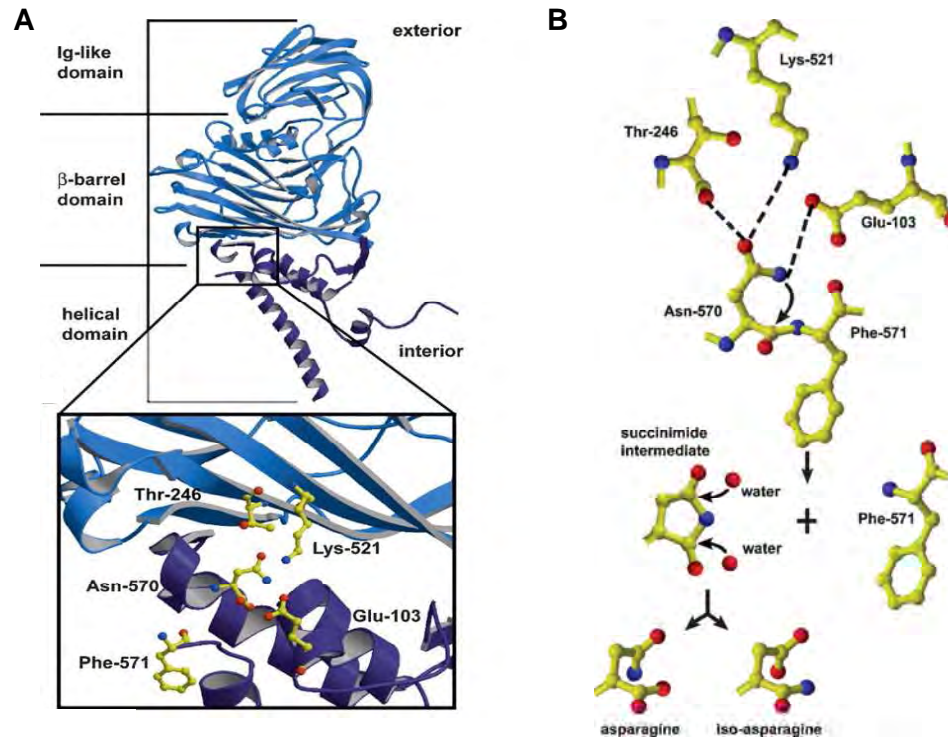 A
Ig-like
domain
exterior
β-barrel
domain
helical
domain
interior
Thr-246
Lys-521
Asn-570
Glu-103
Phe-571
B
Lys-521
Thr-246
Glu-103
Asn-570
Phe-571
succinimide
intermediate
water
+
Phe-571
water
asparagine
iso-asparagine